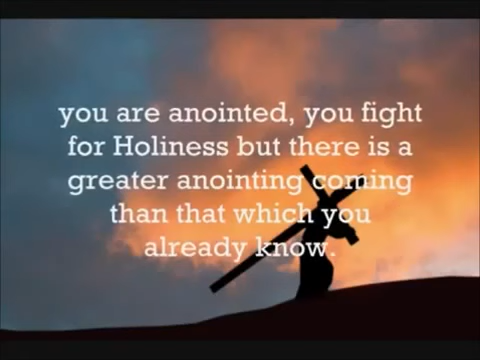 you are anointed, you fight
for Holiness but there is a
greater anointing coming
than that which you
already know.